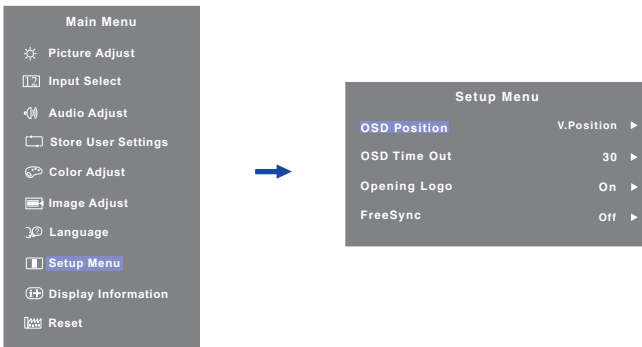 Main Menu
Picture Adjust
12 Input Select
Audio Adjust
Store User Settings
Color Adjust
Image Adjust
Language
Setup Menu
Display Information
Reset
Setup Menu
OSD Position V.Position
OSD Time Out 30
Opening Logo On
FreeSync Off